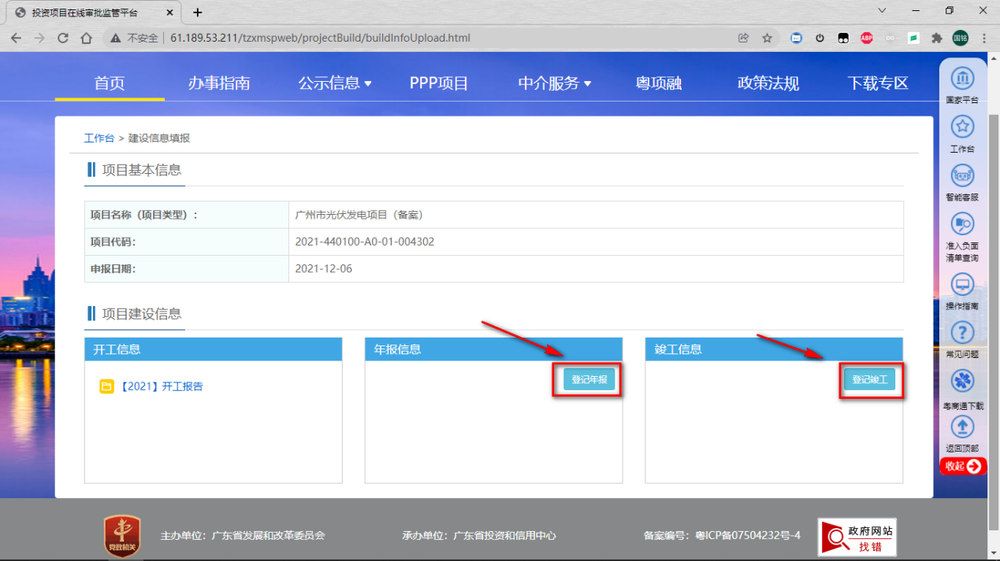 投资项目在线审批监管平台
不安全 61.189.53.211/tzxmspweb/projectBuild/buildInfoUpload.html
ABP
国铭
首页 办事指南 公示信息 PPP项目 中介服务 粤项融 政策法规 下载专区
工作台 > 建设信息填报
项目基本信息
项目名称（项目类型）： 广州市光伏发电项目（备案）
项目代码: 2021-440100-A0-01-004302
申报日期: 2021-12-06
项目建设信息
开工信息
【2021】开工报告
年报信息
登记年报
竣工信息
登记竣工
国家平台
工作台
智能客服
准入负面
清单查询
操作指南
常见问题
粤商通下载
返回顶部
收起
党政机关
主办单位：广东省发展和改革委员会 承办单位：广东省投资和信用中心 备案编号：粤ICP备07504232号-4
政府网站
找错